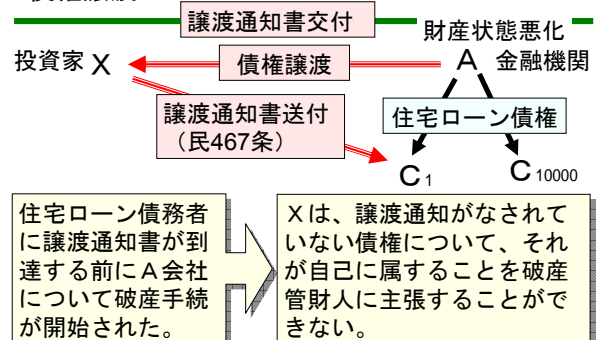 譲渡通知書交付
財産状態悪化
投資家 X
債権譲渡
A 金融機関
譲渡通知書送付
(民467条)
住宅ローン債権
C1
C10000
住宅ローン債務者
に譲渡通知書が到
達する前にA会社
について破産手続
が開始された。
Xは、譲渡通知がなされて
いない債権について、それ
が自己に属することを破産
管財人に主張することがで
きない。